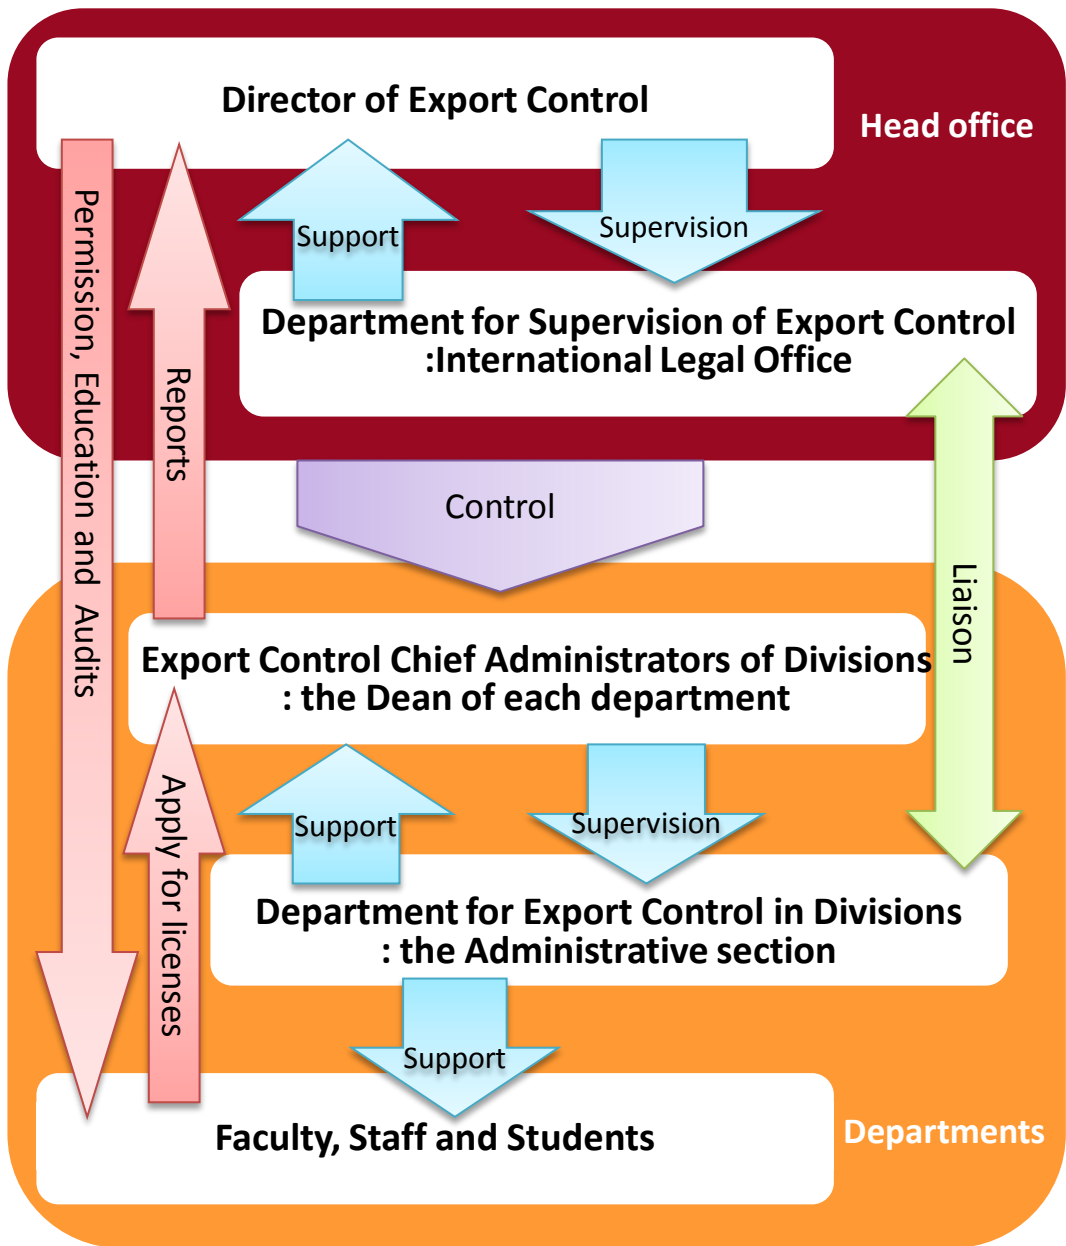 Director of Export Control
Head office
Permission, Education and Audits
Reports
Support
Supervision
Department for Supervision of Export Control
:International Legal Office
Control
Liaison
Export Control Chief Administrators of Divisions
: the Dean of each department
Apply for licenses
Support
Supervision
Department for Export Control in Divisions
: the Administrative section
Support
Faculty, Staff and Students
Departments